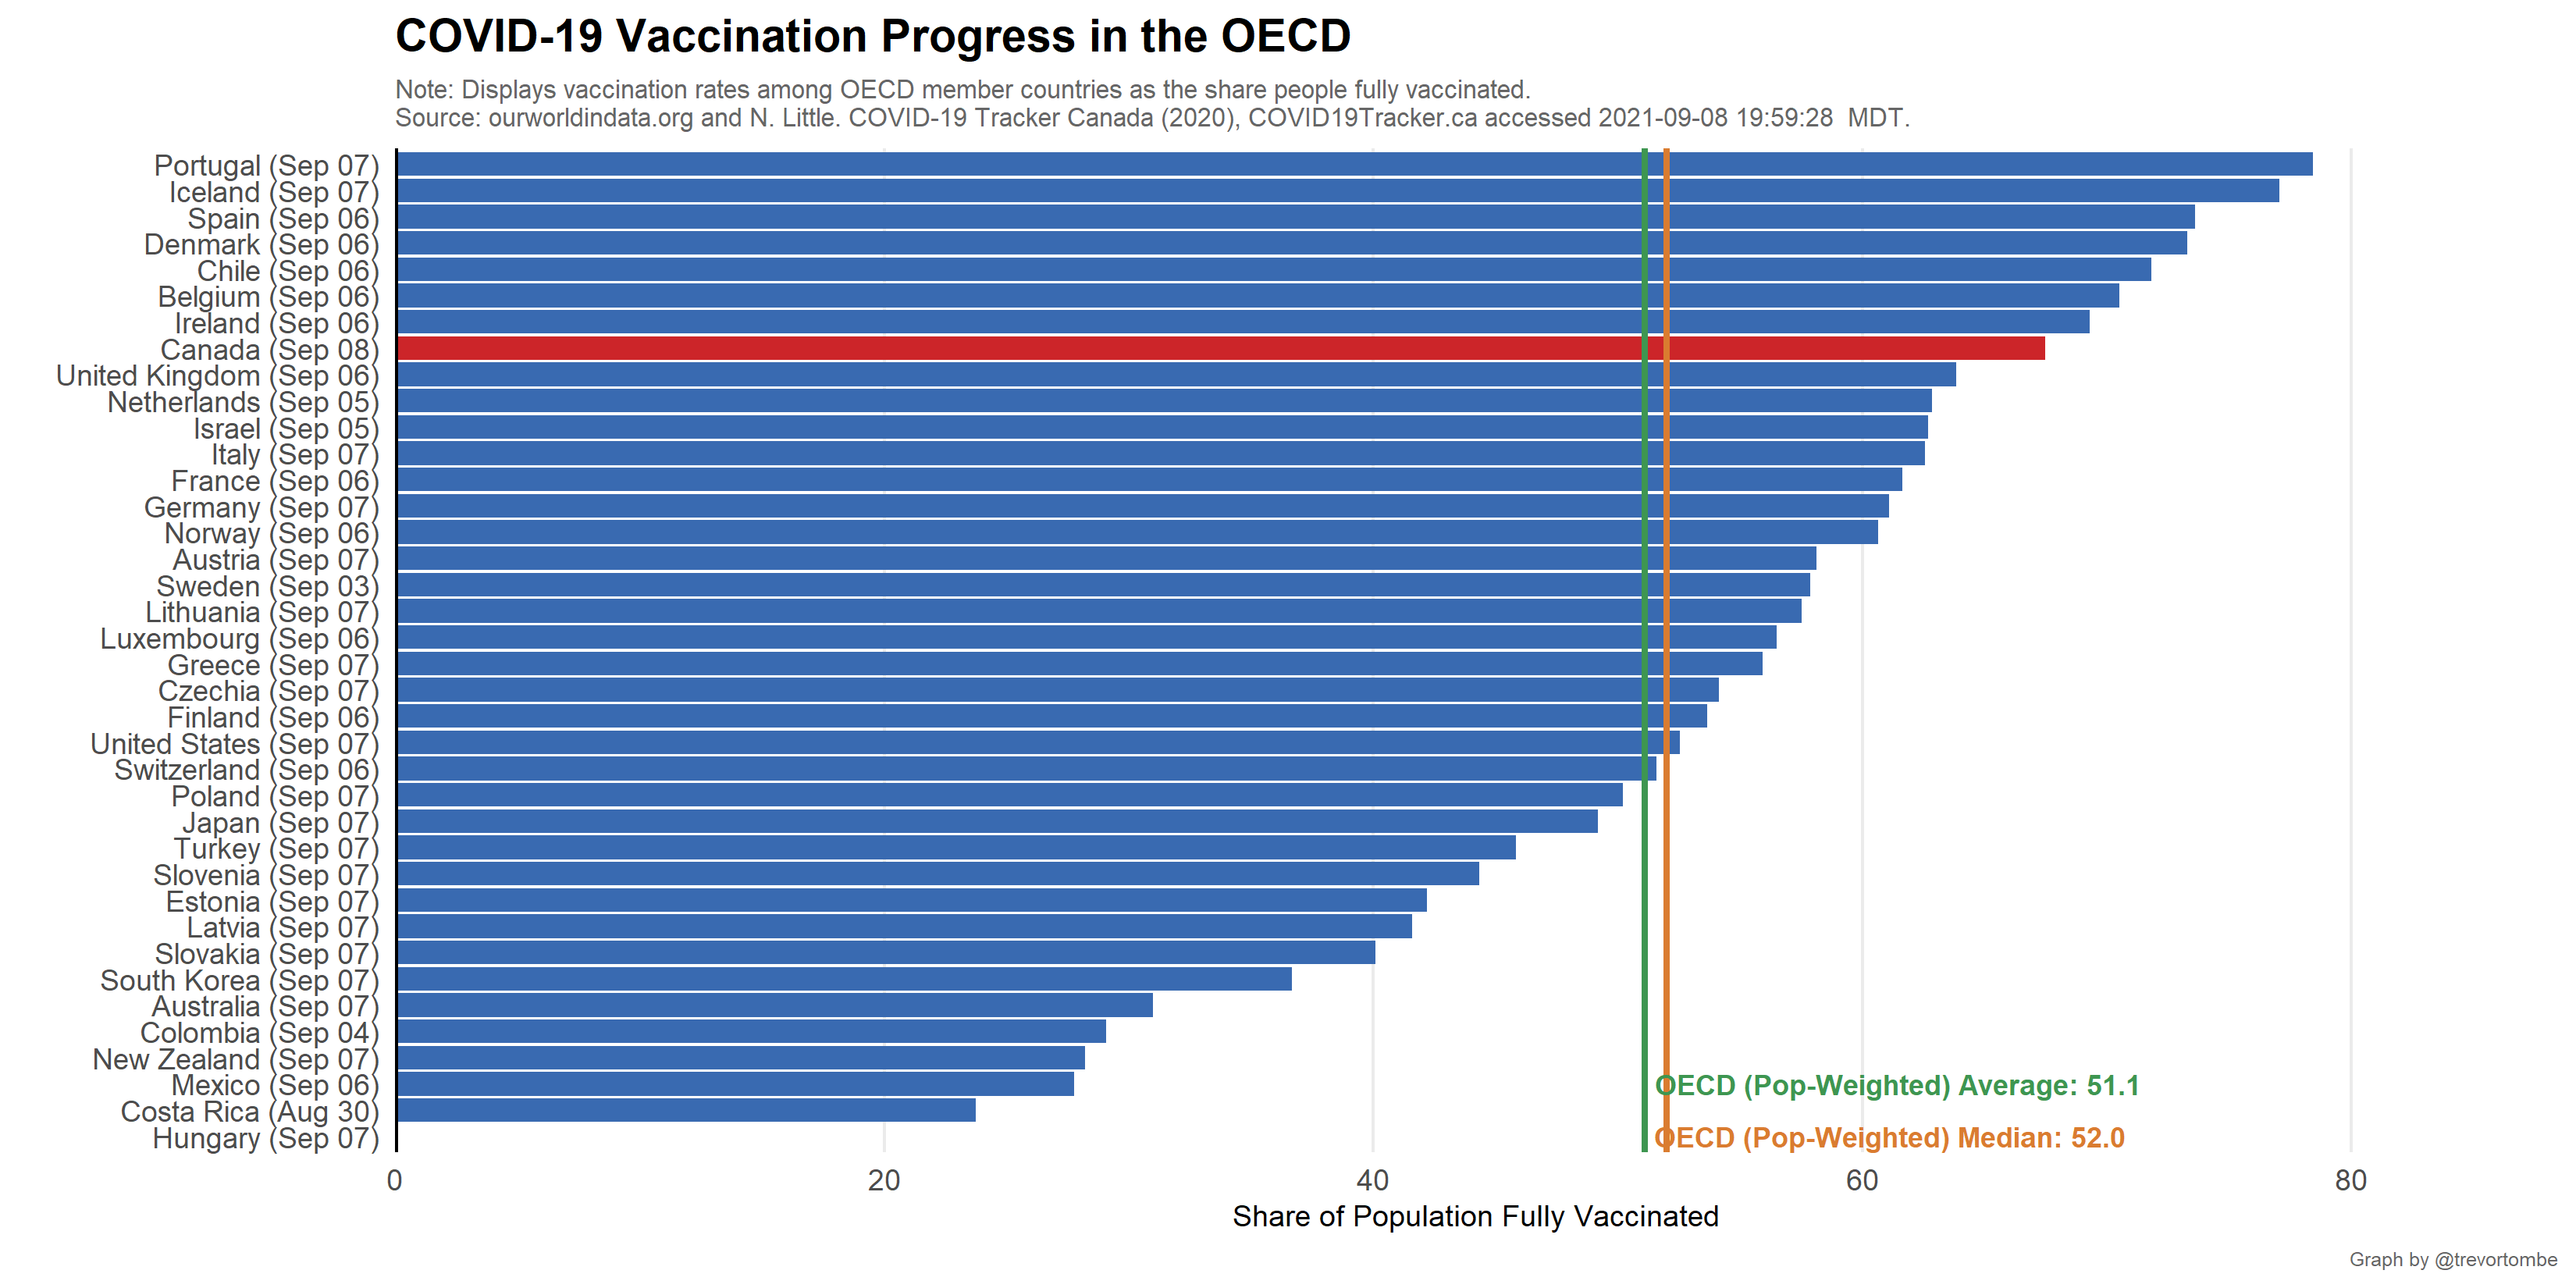 COVID-19 Vaccination Progress in the OECD
Note: Displays vaccination rates among OECD member countries as the share people fully vaccinated.
Source: ourworldindata.org and N. Little. COVID-19 Tracker Canada (2020), COVID19Tracker.ca accessed 2021-09-08 19:59:28  MDT.
Portugal (Sep 07)
Iceland (Sep 07)
Spain (Sep 06)
Denmark (Sep 06)
Chile (Sep 06)
Belgium (Sep 06)
Ireland (Sep 06)
Canada (Sep 08)
United Kingdom (Sep 06)
Netherlands (Sep 05)
Israel (Sep 05)
Italy (Sep 07)
France (Sep 06)
Germany (Sep 07)
Norway (Sep 06)
Austria (Sep 07)
Sweden (Sep 03)
Lithuania (Sep 07)
Luxembourg (Sep 06)
Greece (Sep 07)
Czechia (Sep 07)
Finland (Sep 06)
United States (Sep 07)
Switzerland (Sep 06)
Poland (Sep 07)
Japan (Sep 07)
Turkey (Sep 07)
Slovenia (Sep 07)
Estonia (Sep 07)
Latvia (Sep 07)
Slovakia (Sep 07)
South Korea (Sep 07)
Australia (Sep 07)
Colombia (Sep 04)
New Zealand (Sep 07)
Mexico (Sep 06)
OECD (Pop-Weighted) Average: 51.1
Costa Rica (Aug 30)
Hungary (Sep 07)
OECD (Pop-Weighted) Median: 52.0
0 20 40 60 80
Share of Population Fully Vaccinated
Graph by @trevortombe